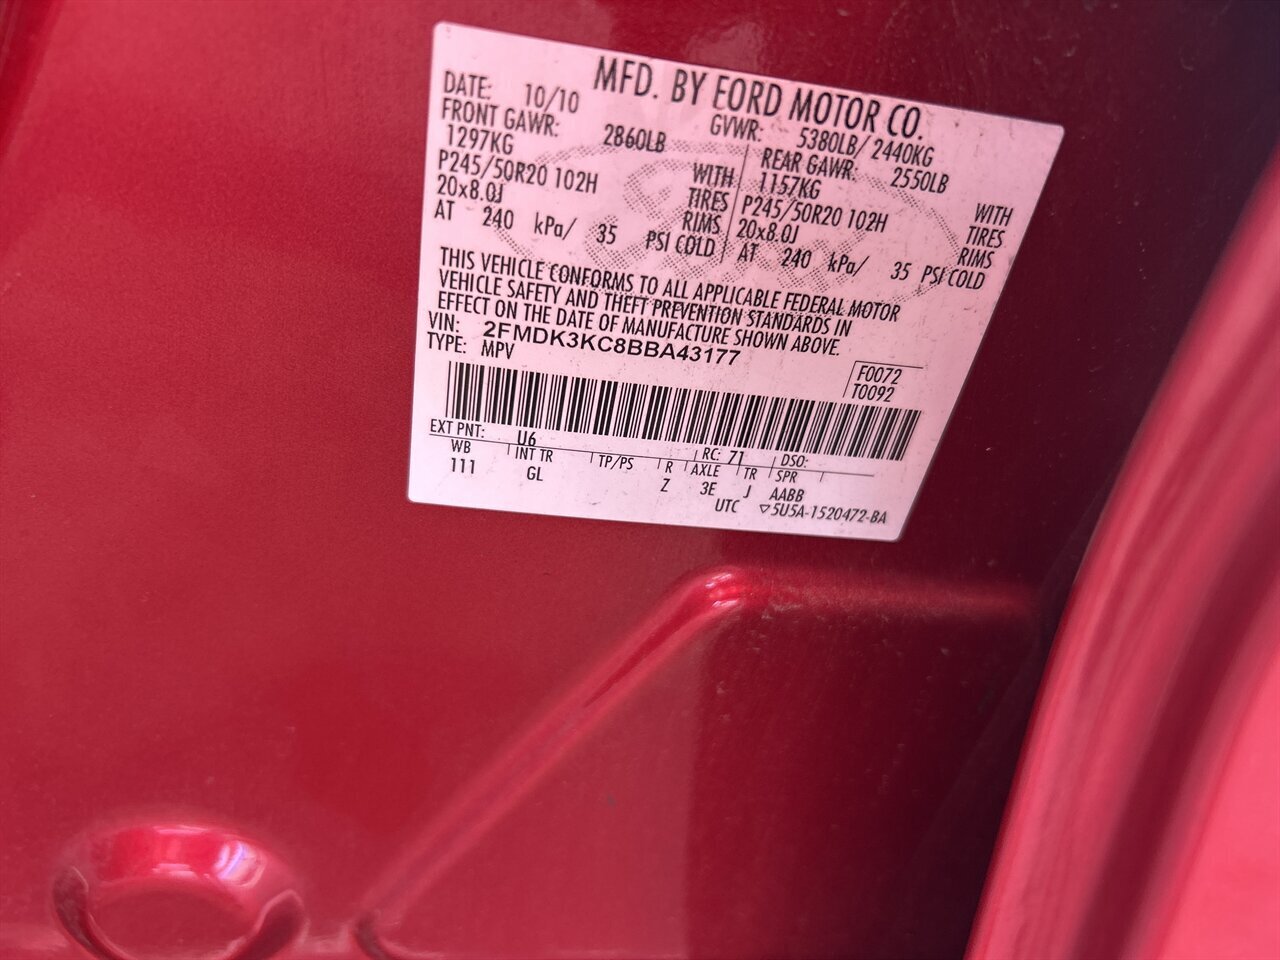 MFD. BY FORD MOTOR CO.
DATE: 10/10 GVWR: 5380LB/ 2440KG
FRONT GAWR: 2860LB REAR GAWR: 2550LB
1297KG WITH 1157KG WITH
P245/50R20 102H TIRES P245/50R20 102H TIRES
20x8.0J RIMS 20x8.0J RIMS
AT 240 kPa/ 35 PSI COLD AT 240 kPa/ 35 PSI COLD
THIS VEHICLE CONFORMS TO ALL APPLICABLE FEDERAL MOTOR
VEHICLE SAFETY AND THEFT PREVENTION STANDARDS IN
EFFECT ON THE DATE OF MANUFACTURE SHOWN ABOVE.
VIN: 2FMDK3KC8BBA43177
TYPE: MPV
F0072
T0092
EXT PNT: U6 RC: 71 DSO:
WB INT TR TP/PS R AXLE TR SPR
111 GL Z 3E J AABB
UTC ▽5U5A-1520472-BA